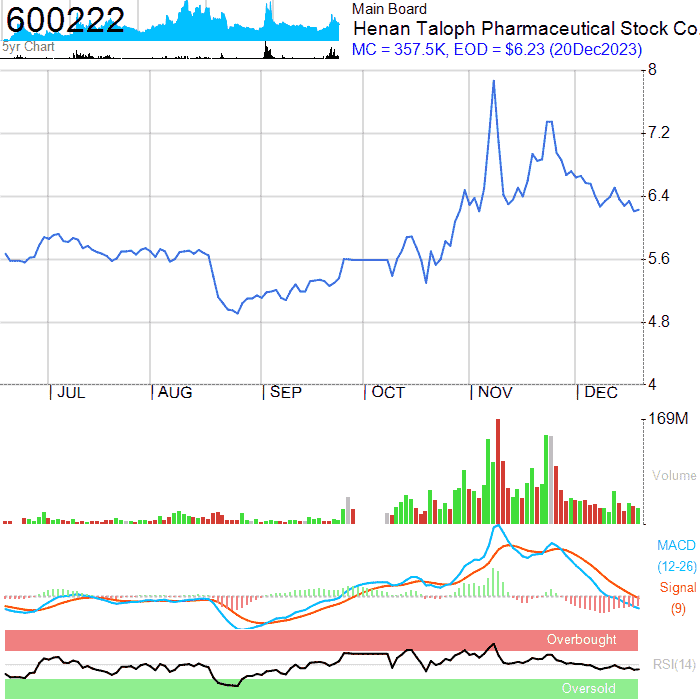 600222
5yr Chart
Main Board
Henan Taloph Pharmaceutical Stock Co.
MC = 357.5K, EOD = $6.23 (20Dec2023)
8
7.2
6.4
5.6
4.8
4
JUL
AUG
SEP
OCT
NOV
DEC
169M
Volume
MACD
(12-26)
Signal
(9)
Overbought
RSI(14)
Oversold